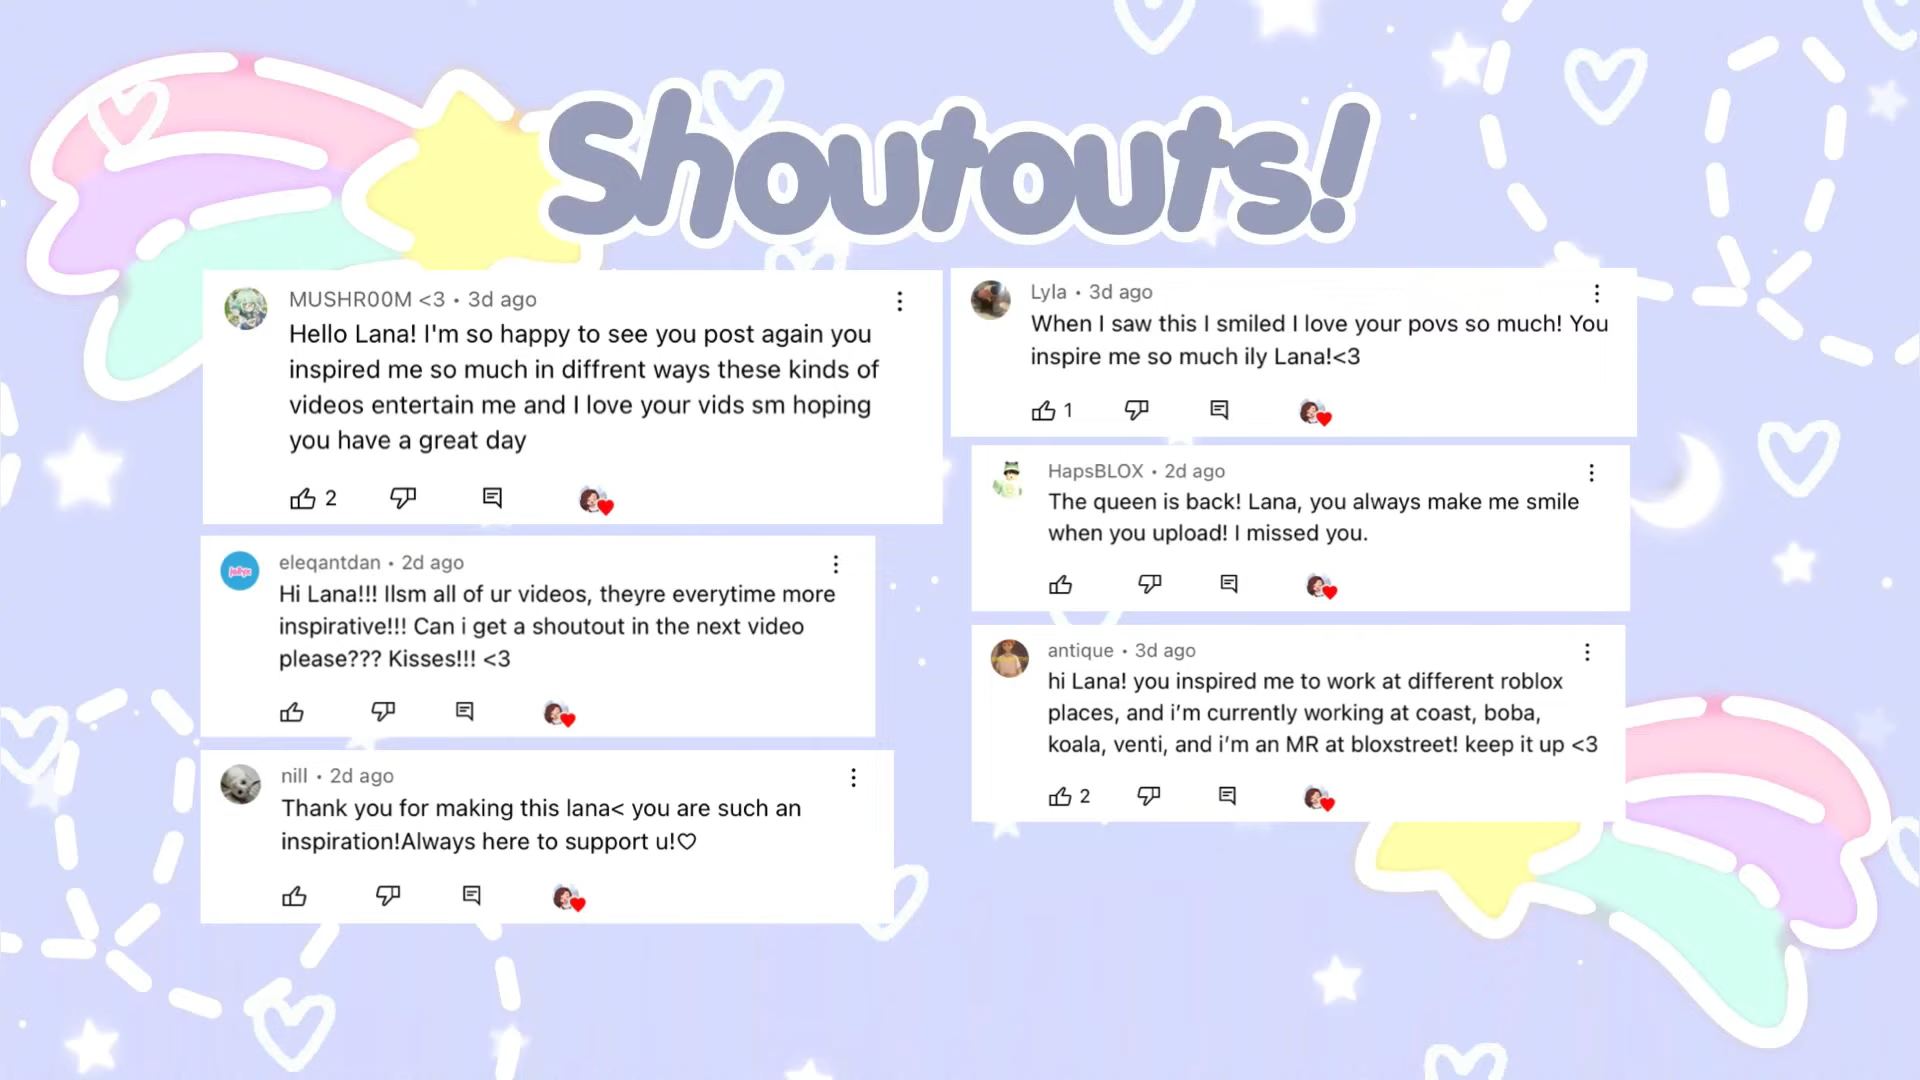 Shoutouts!
MUSHR00M <3 • 3d ago
Hello Lana! I'm so happy to see you post again you
inspired me so much in diffrent ways these kinds of
videos entertain me and I love your vids sm hoping
you have a great day
2
eleqantdan • 2d ago
Hi Lana!!! llsm all of ur videos, theyre everytime more
inspirative!!! Can i get a shoutout in the next video
please??? Kisses!!! <3
nill • 2d ago
Thank you for making this lana< you are such an
inspiration!Always here to support u!♡
Lyla • 3d ago
When I saw this I smiled I love your povs so much! You
inspire me so much ily Lana!<3
1
HapsBLOX • 2d ago
The queen is back! Lana, you always make me smile
when you upload! I missed you.
antique • 3d ago
hi Lana! you inspired me to work at different roblox
places, and i’m currently working at coast, boba,
koala, venti, and i’m an MR at bloxstreet! keep it up <3
2